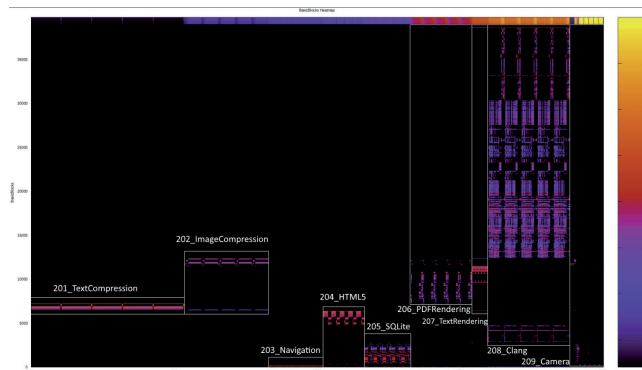 BasicBlocks Heatmap
35000
30000
25000
20000
15000
10000
5000
0
BasicBlocks
202_ImageCompression
201_TextCompression
204_HTML5
206_PDFRendering
207_TextRendering
205_SQLite
203_Navigation
208_Clang
209_Camera